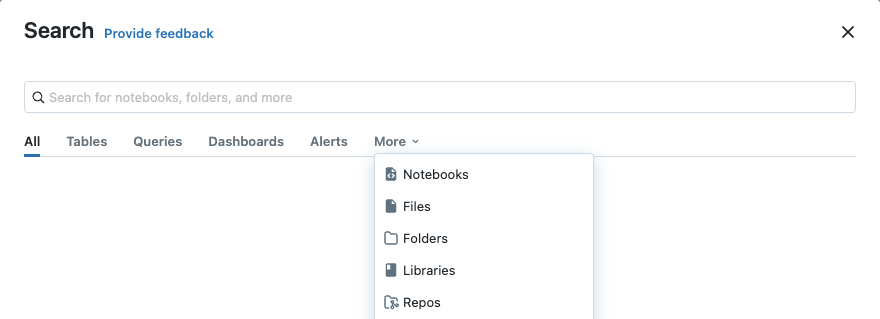 Search Provide feedback
Search for notebooks, folders, and more
All Tables Queries Dashboards Alerts More
Notebooks
Files
Folders
Libraries
Repos